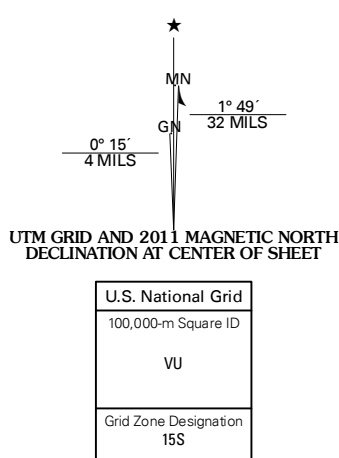 ★
MN
1° 49´
32 MILS
GN
0° 15´
4 MILS
UTM GRID AND 2011 MAGNETIC NORTH
DECLINATION AT CENTER OF SHEET
U.S. National Grid
100,000-m Square ID
VU
Grid Zone Designation
15S